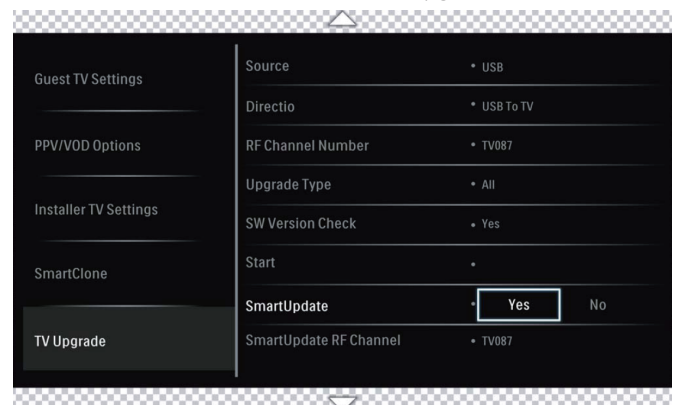 Guest TV Settings
PPV/VOD Options
Installer TV Settings
SmartClone
TV Upgrade
Source • USB
Directio • USB To TV
RF Channel Number • TV087
Upgrade Type • All
SW Version Check • Yes
Start •
SmartUpdate • Yes No
SmartUpdate RF Channel • TV087